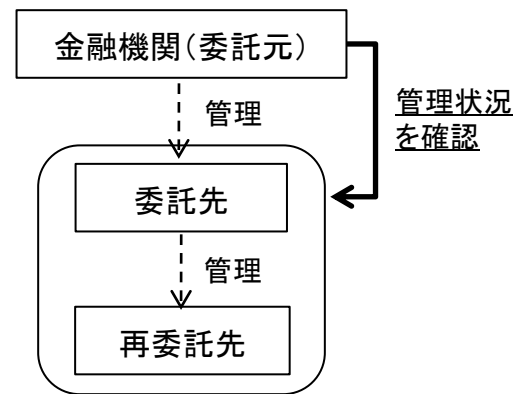 金融機関(委託元)
管理
管理状況
を確認
委託先
管理
再委託先